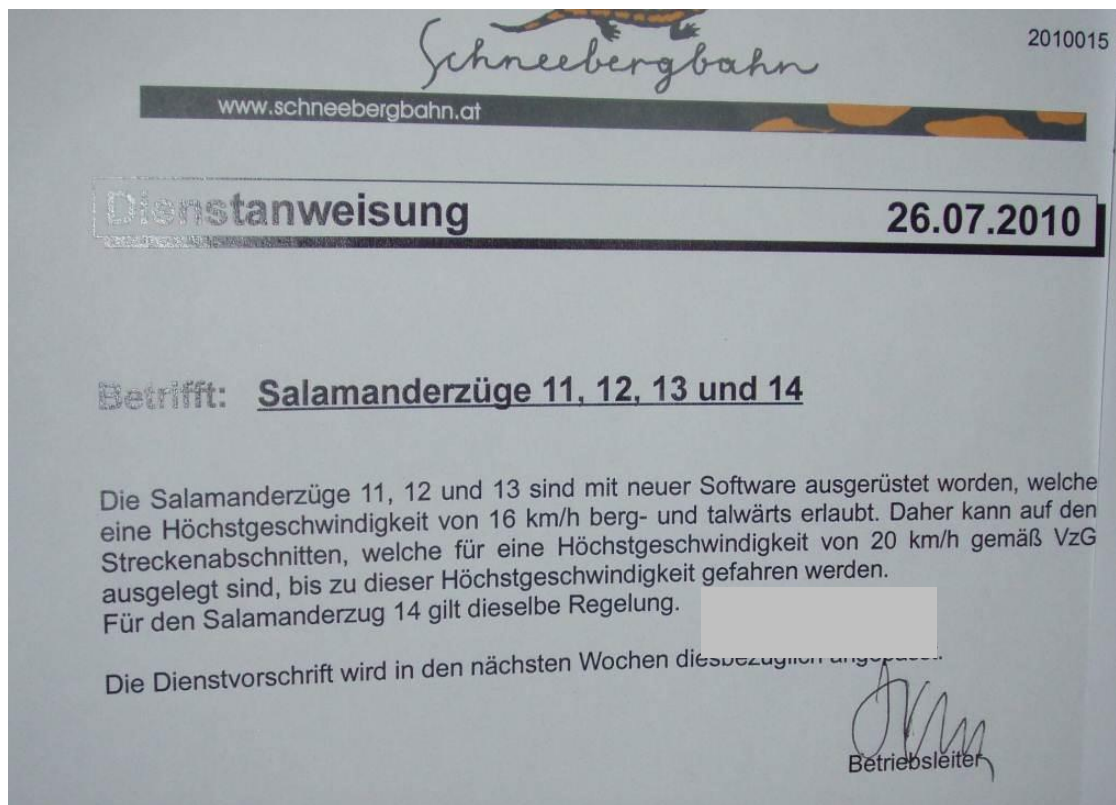 Schneebergbahn
2010015
www.schneebergbahn.at
Dienstanweisung 26.07.2010
Betrifft: Salamanderzüge 11, 12, 13 und 14
Die Salamanderzüge 11, 12 und 13 sind mit neuer Software ausgerüstet worden, welche
eine Höchstgeschwindigkeit von 16 km/h berg- und talwärts erlaubt. Daher kann auf den
Streckenabschnitten, welche für eine Höchstgeschwindigkeit von 20 km/h gemäß VzG
ausgelegt sind, bis zu dieser Höchstgeschwindigkeit gefahren werden.
Für den Salamanderzug 14 gilt dieselbe Regelung.
Die Dienstvorschrift wird in den nächsten Wochen diesbezüglich angepasst.
Betriebsleiter